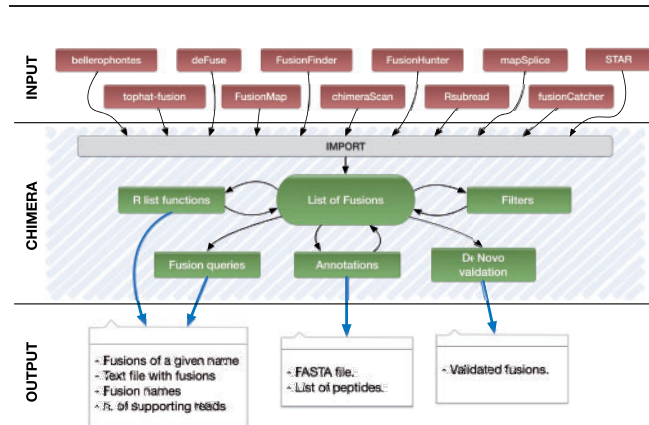 INPUT
bellerophontes
deFuse
FusionFinder
FusionHunter
mapSplice
STAR
tophat-fusion
FusionMap
chimeraScan
Rsubread
fusionCatcher
CHIMERA
IMPORT
R list functions
List of Fusions
Filters
Fusion queries
Annotations
De Novo
validation
OUTPUT
- Fusions of a given name
- Text file with fusions
- Fusion names
- n. of supporting reads
- FASTA file.
- List of peptides.
- Validated fusions.